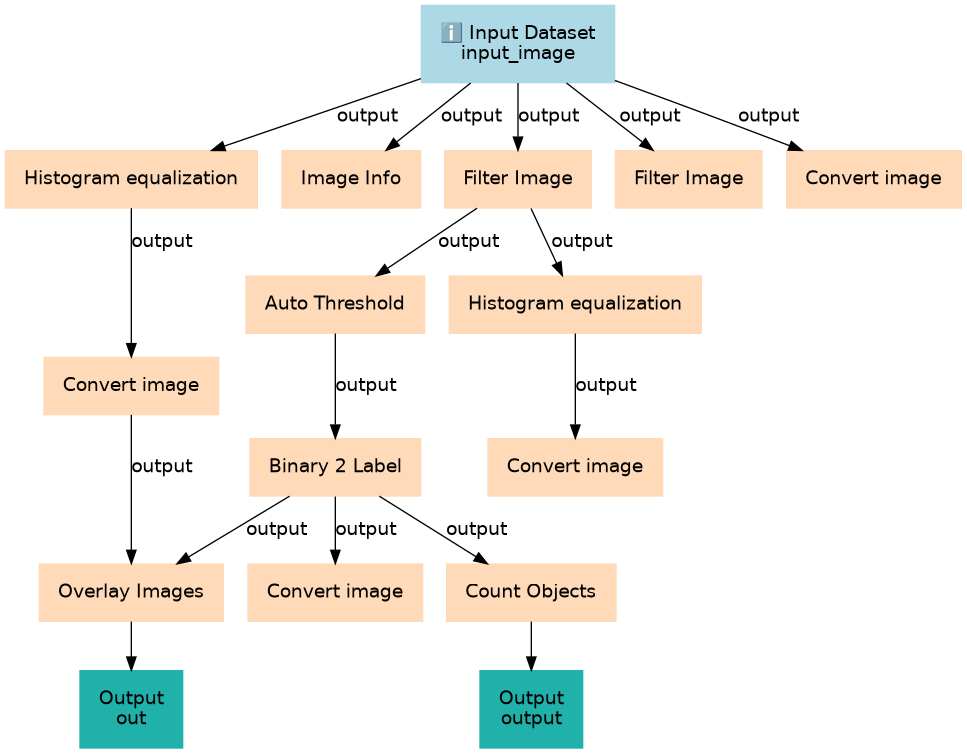 ℹ️ Input Dataset
input_image
output
output
output
output
output
Histogram equalization
Image Info
Filter Image
Filter Image
Convert image
output
output
output
Auto Threshold
Histogram equalization
Convert image
output
output
output
Binary 2 Label
Convert image
output
output
output
Overlay Images
Convert image
Count Objects
Output
out
Output
output